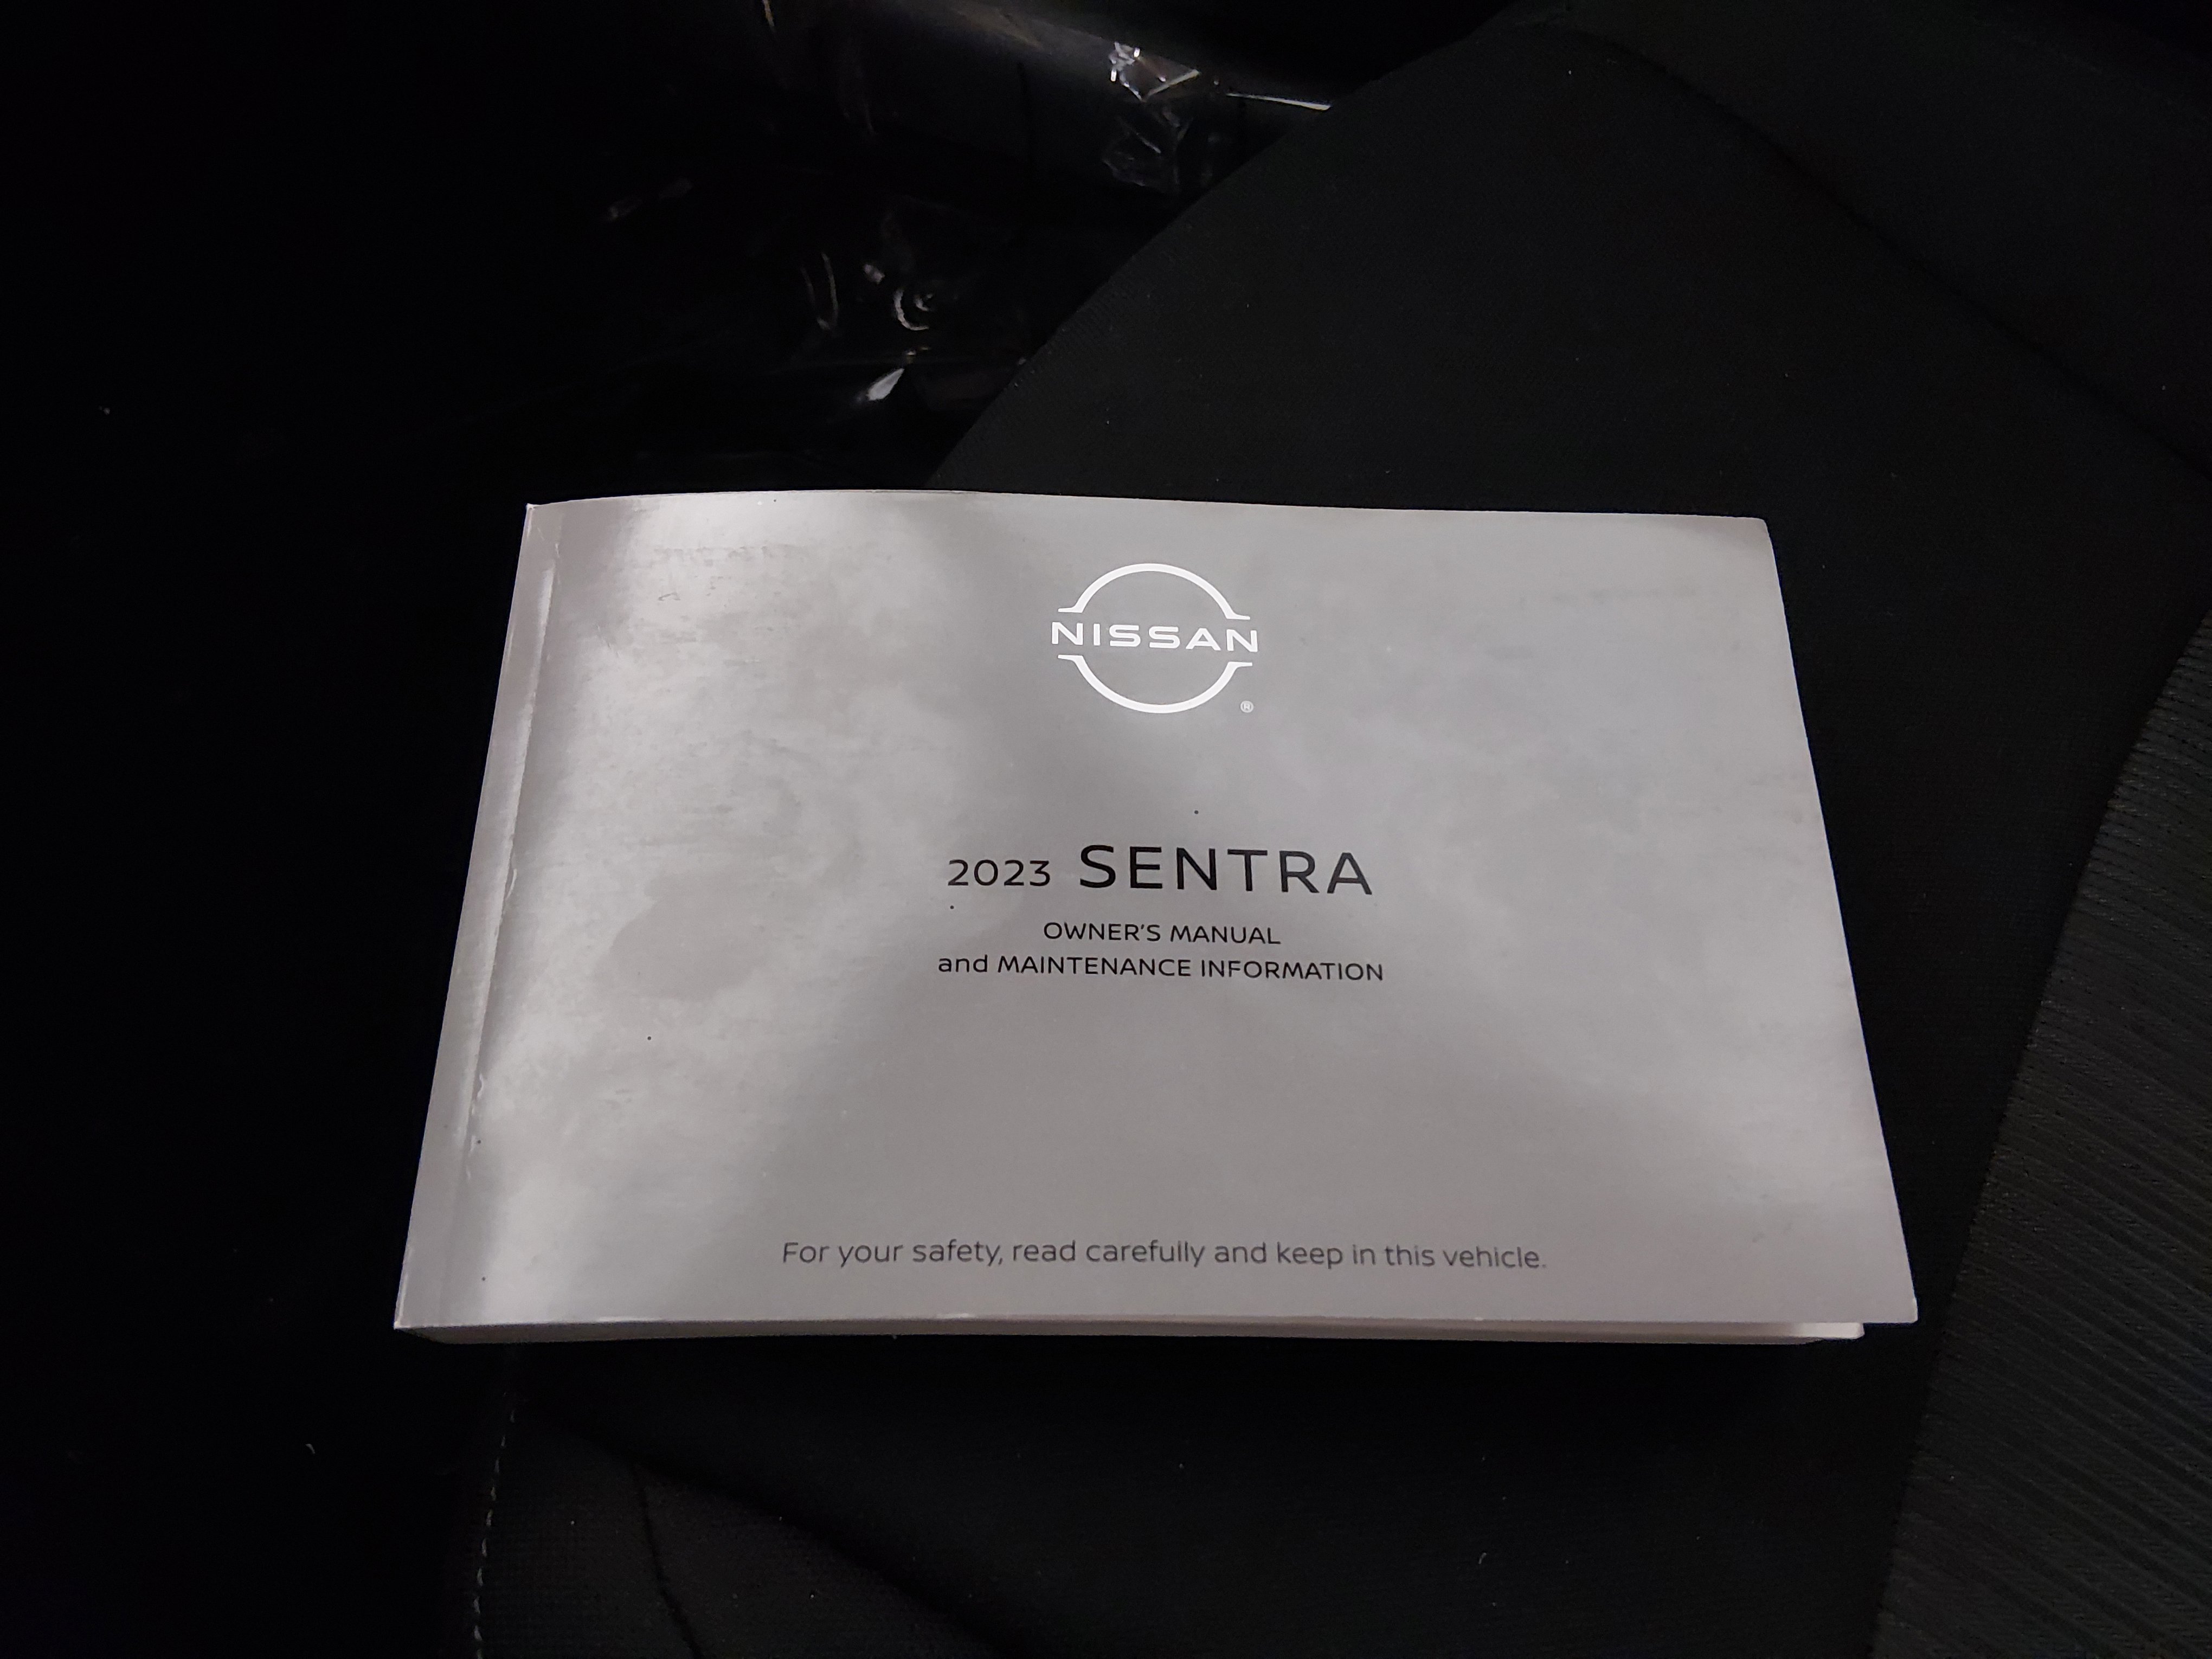 NISSAN
®
2023 SENTRA
OWNER'S MANUAL
and MAINTENANCE INFORMATION
For your safety, read carefully and keep in this vehicle.